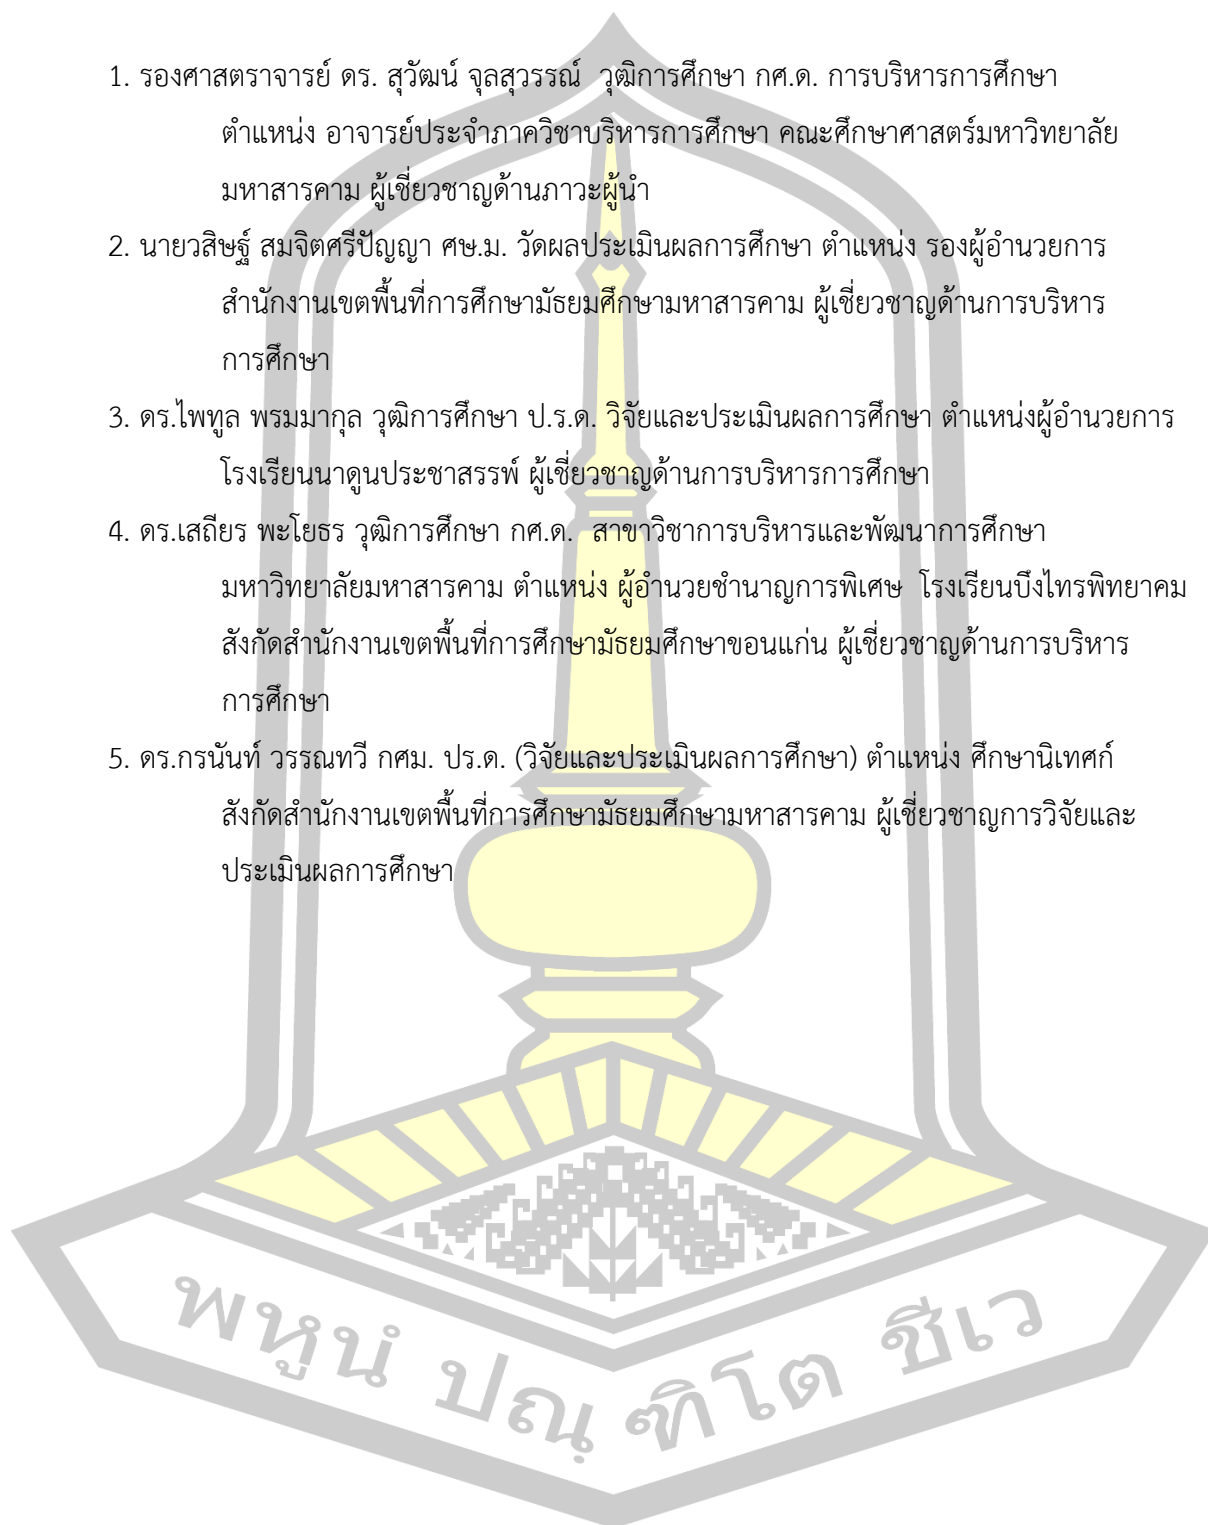 1. รองศาสตราจารย์ ดร. สุวัฒน์ จุลสุวรรณ์  วุฒิการศึกษา กศ.ด. การบริหารการศึกษา
ตำแหน่ง อาจารย์ประจำภาควิชาบริหารการศึกษา คณะศึกษาศาสตร์มหาวิทยาลัย
มหาสารคาม ผู้เชี่ยวชาญด้านภาวะผู้นำ
2. นายวสิษฐ์ สมจิตศรีปัญญา ศษ.ม. วัดผลประเมินผลการศึกษา ตำแหน่ง รองผู้อำนวยการ
สำนักงานเขตพื้นที่การศึกษามัธยมศึกษามหาสารคาม ผู้เชี่ยวชาญด้านการบริหาร
การศึกษา
3. ดร.ไพฑูล พรมมากุล วุฒิการศึกษา ป.ร.ด. วิจัยและประเมินผลการศึกษา ตำแหน่งผู้อำนวยการ
โรงเรียนนาดูนประชาสรรพ์ ผู้เชี่ยวชาญด้านการบริหารการศึกษา
4. ดร.เสถียร พะโยธร วุฒิการศึกษา กศ.ด.  สาขาวิชาการบริหารและพัฒนาการศึกษา
มหาวิทยาลัยมหาสารคาม ตำแหน่ง ผู้อำนวยชำนาญการพิเศษ  โรงเรียนบึงไทรพิทยาคม
สังกัดสำนักงานเขตพื้นที่การศึกษามัธยมศึกษาขอนแก่น ผู้เชี่ยวชาญด้านการบริหาร
การศึกษา
5. ดร.กรนันท์ วรรณทวี กศม. ปร.ด. (วิจัยและประเมินผลการศึกษา) ตำแหน่ง ศึกษานิเทศก์
สังกัดสำนักงานเขตพื้นที่การศึกษามัธยมศึกษามหาสารคาม ผู้เชี่ยวชาญการวิจัยและ
ประเมินผลการศึกษา
พหูนํ ปณฺ ฑิโต ชีเว